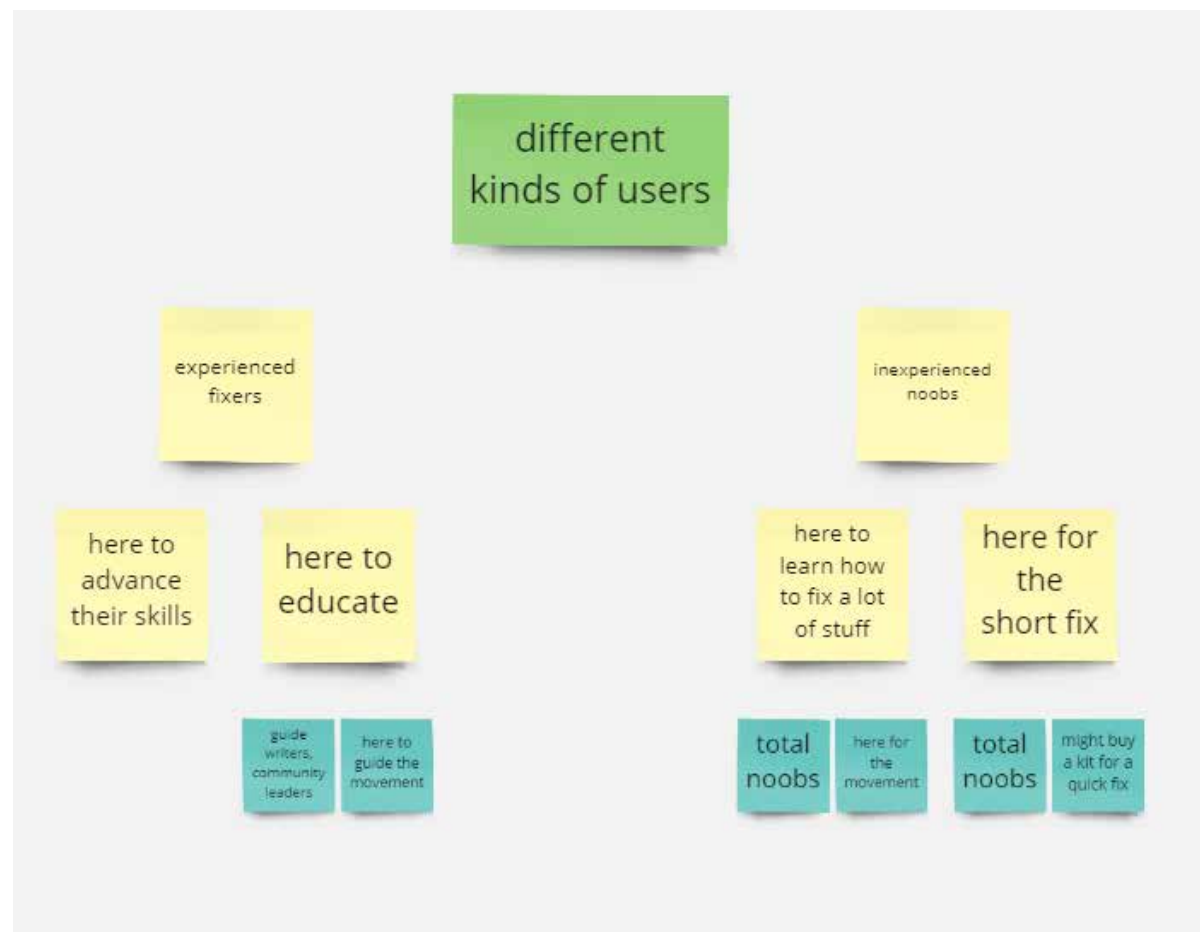 different
kinds of users
experienced
fixers
inexperienced
noobs
here to
advance
their skills
here to
educate
here to
learn how
to fix a lot
of stuff
here for
the
short fix
guide
writers,
community
leaders
here to
guide the
movement
total
noobs
here for
the
movement
total
noobs
might buy
a kit for a
quick fix